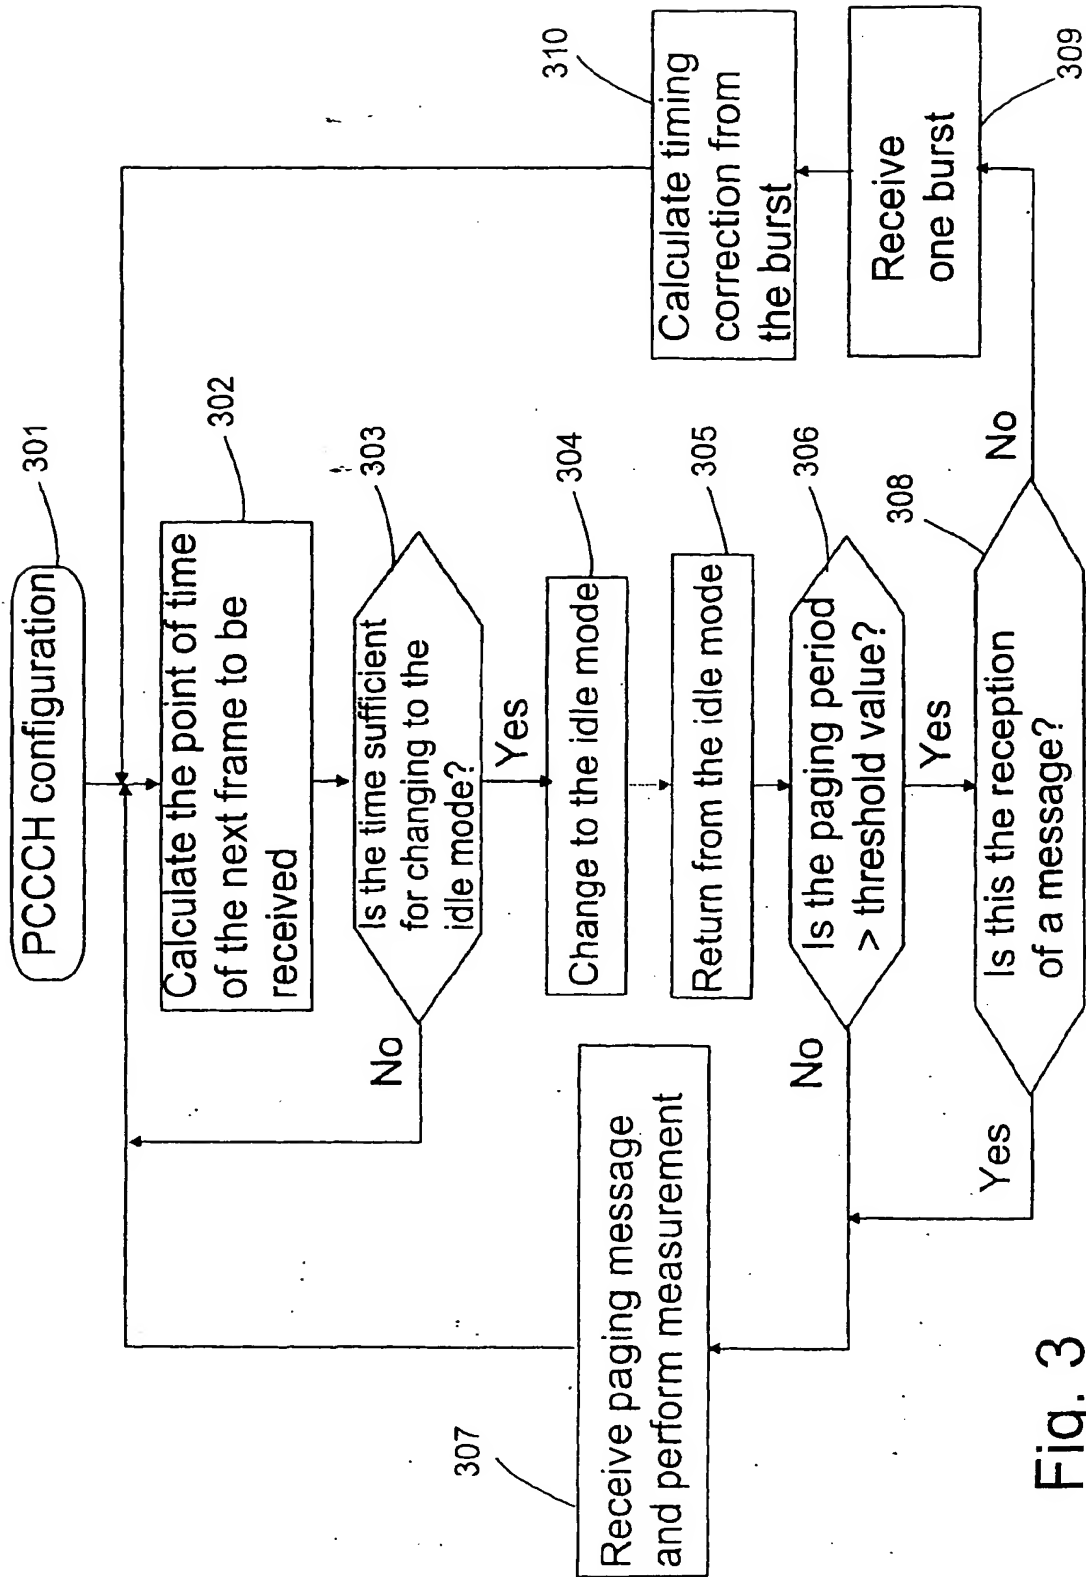 PCCCH configuration
301
Calculate the point of time
of the next frame to be
received
302
Is the time sufficient
for changing to the
idle mode?
303
No
Yes
Change to the idle mode
304
Return from the idle mode
305
Is the paging period
> threshold value?
306
No
Yes
Receive paging message
and perform measurement
307
Is this the reception
of a message?
308
Yes
No
Receive
one burst
309
Calculate timing
correction from
the burst
310
Fig. 3